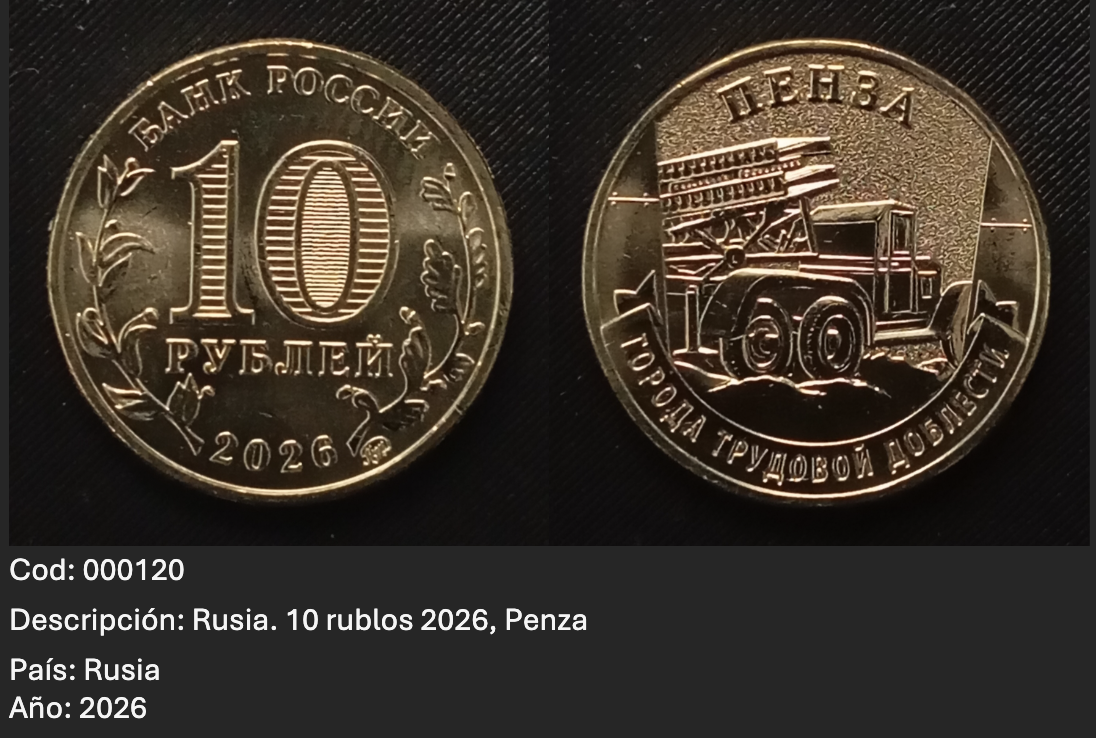 БАНК РОССИИ
10
РУБЛЕЙ
2026
ПЕНЗА
ГОРОДА ТРУДОВОЙ ДОБЛЕСТИ
Cod: 000120
Descripción: Rusia. 10 rublos 2026, Penza
País: Rusia
Año: 2026